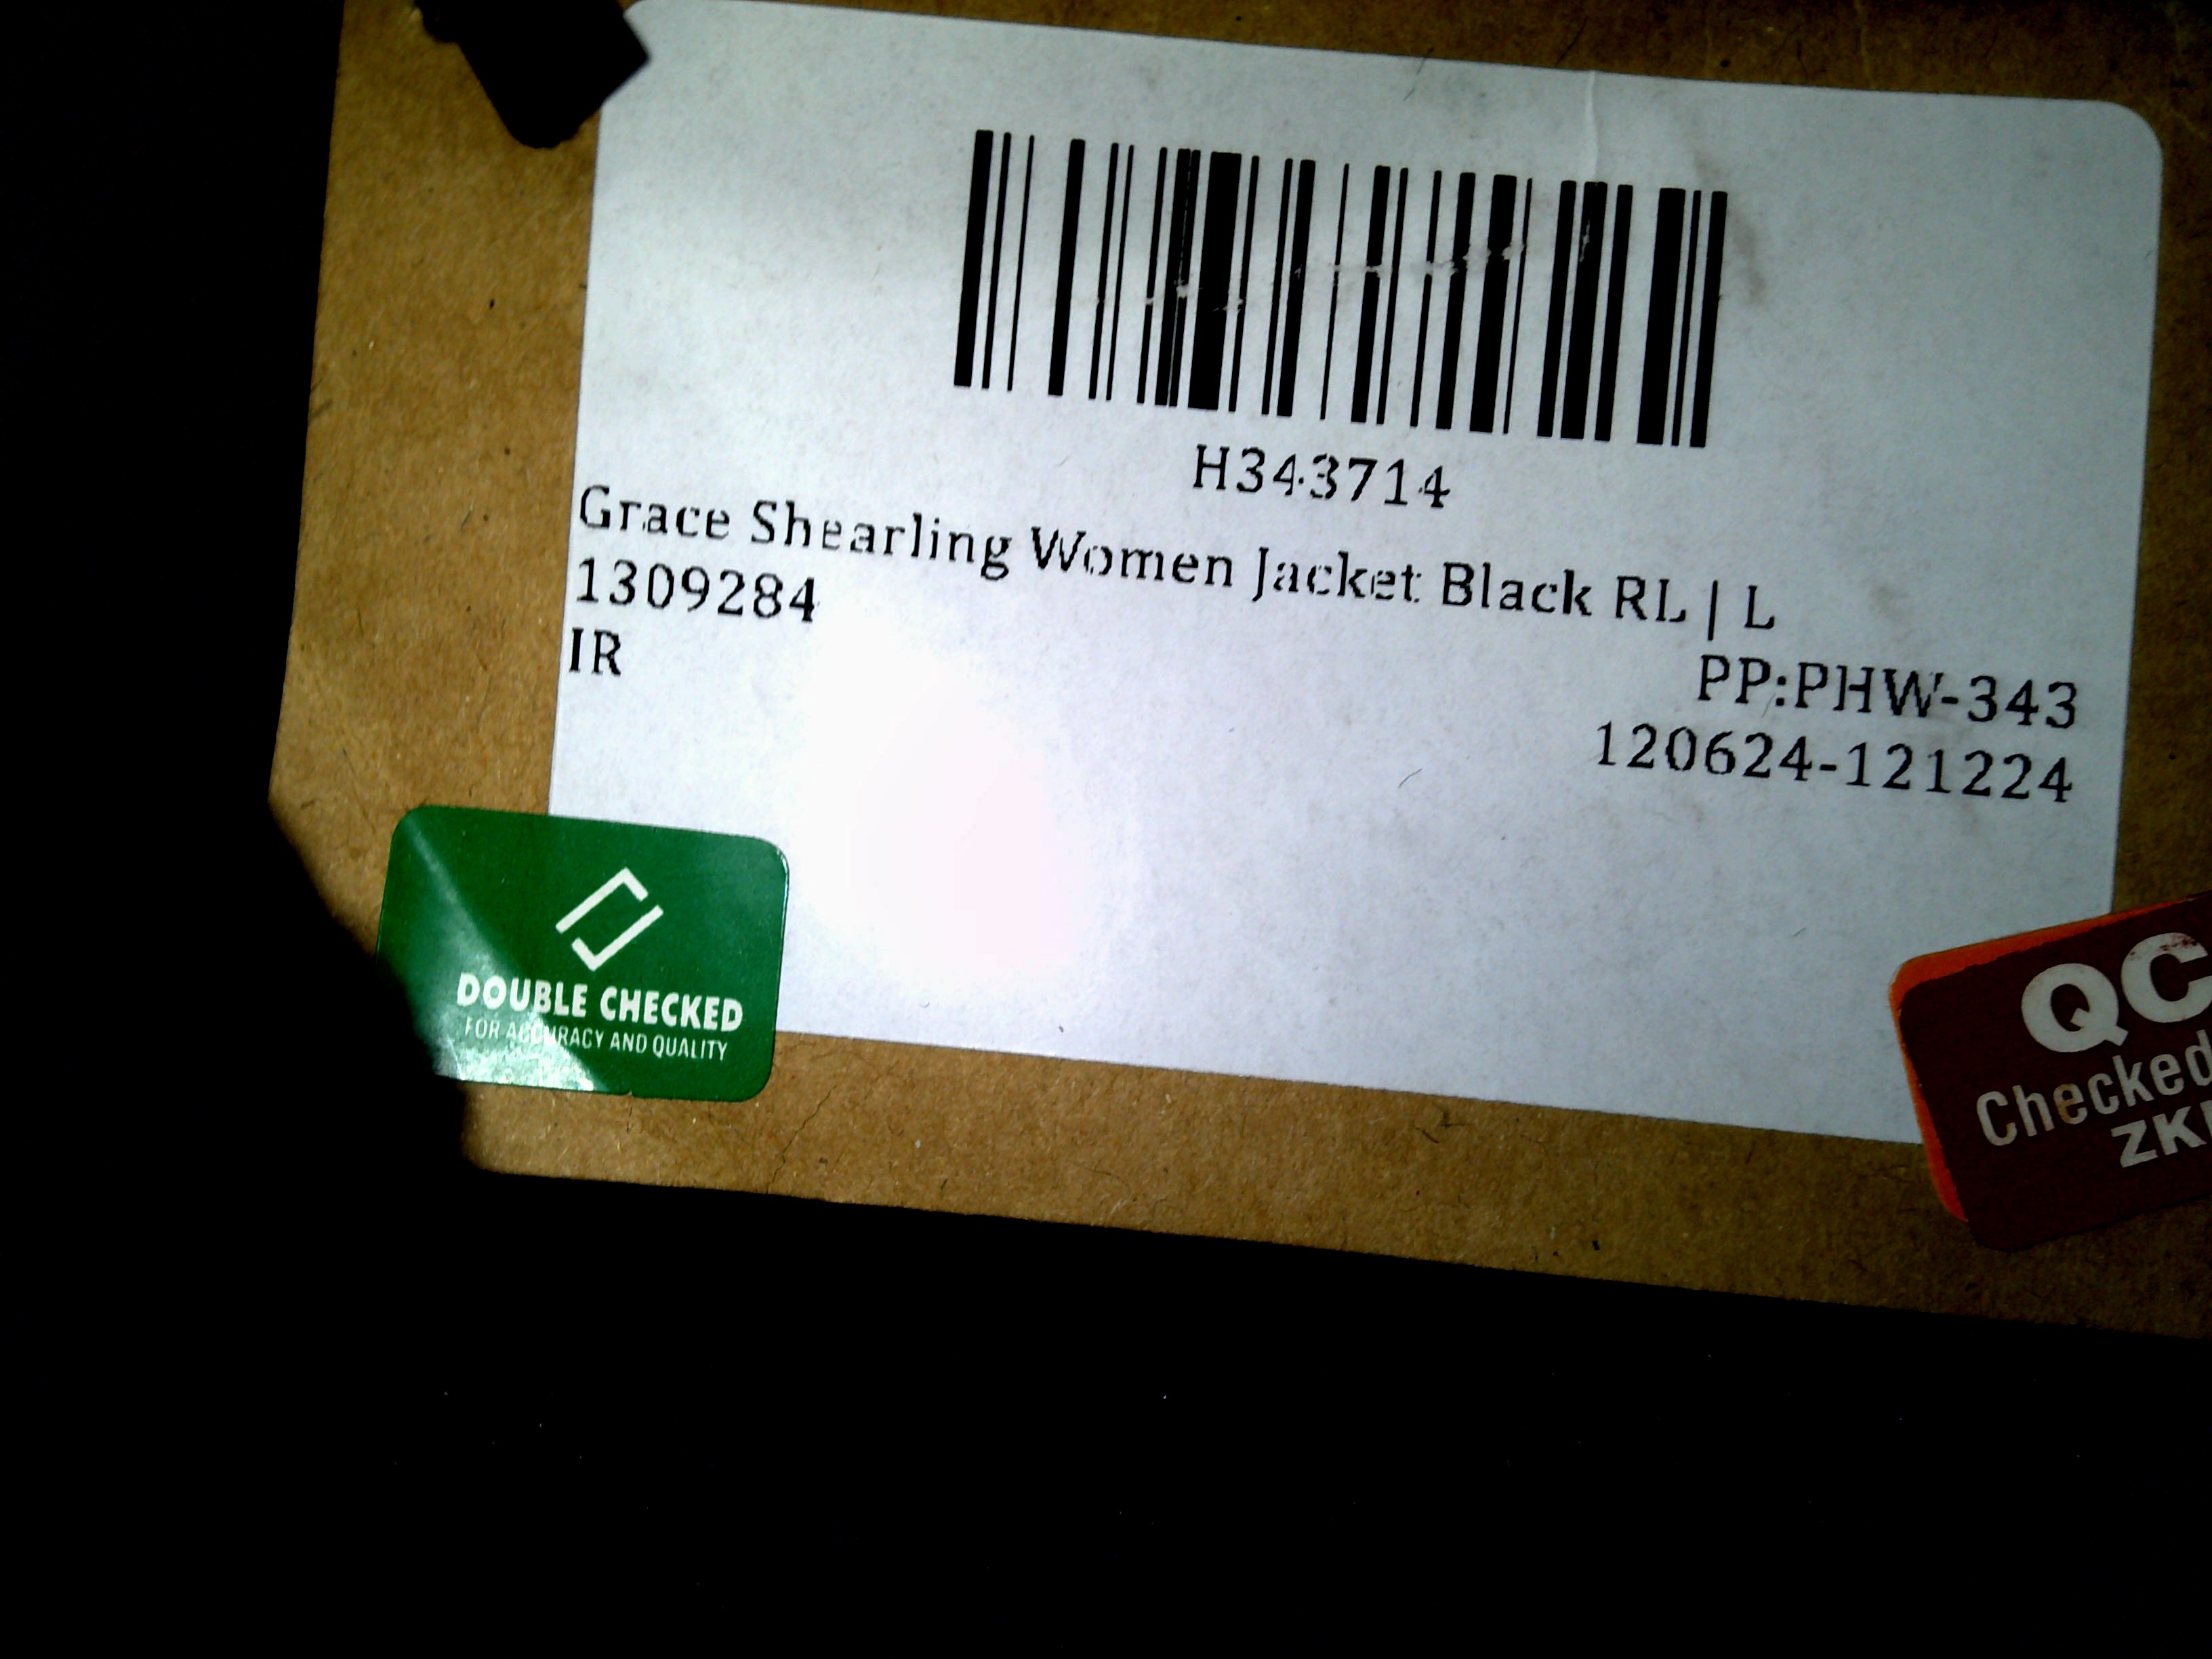 H343714
Grace Shearling Women Jacket Black RL | L
1309284
IR
PP:PHW-343
120624-121224
DOUBLE CHECKED
FOR ACCURACY AND QUALITY
QC
Checked